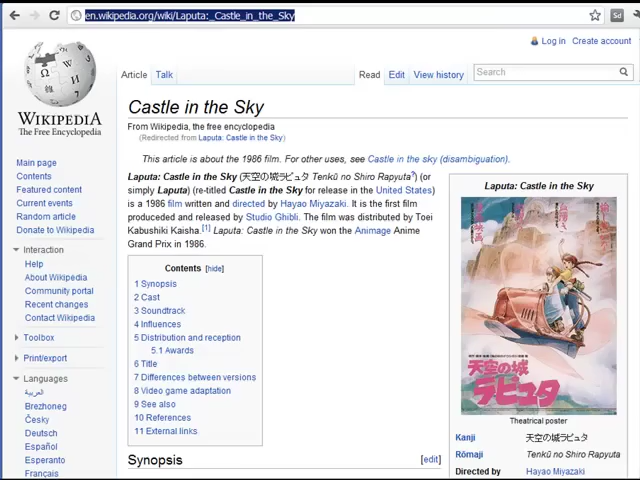 en.wikipedia.org/wiki/Laputa:_Castle_in_the_Sky
Sd
Log in Create account
Article Talk Read Edit View history Search
WIKIPEDIA
The Free Encyclopedia
Main page
Contents
Featured content
Current events
Random article
Donate to Wikipedia
Interaction
Help
About Wikipedia
Community portal
Recent changes
Contact Wikipedia
Toolbox
Print/export
Languages
العربية
Brezhoneg
Česky
Deutsch
Español
Esperanto
Français
Castle in the Sky
From Wikipedia, the free encyclopedia
(Redirected from Laputa: Castle in the Sky)
This article is about the 1986 film. For other uses, see Castle in the sky (disambiguation).
Laputa: Castle in the Sky (天空の城ラピュタ Tenkū no Shiro Rapyuta?) (or
simply Laputa) (re-titled Castle in the Sky for release in the United States)
is a 1986 film written and directed by Hayao Miyazaki. It is the first film
produceded and released by Studio Ghibli. The film was distributed by Toei
Kabushiki Kaisha.[1] Laputa: Castle in the Sky won the Animage Anime
Grand Prix in 1986.
Contents [hide]
1 Synopsis
2 Cast
3 Soundtrack
4 Influences
5 Distribution and reception
5.1 Awards
6 Title
7 Differences between versions
8 Video game adaptation
9 See also
10 References
11 External links
Synopsis [edit]
Laputa: Castle in the Sky
天空の城
ラピュタ
Theatrical poster
Kanji 天空の城ラピュタ
Rōmaji Tenkū no Shiro Rapyuta
Directed by Hayao Miyazaki